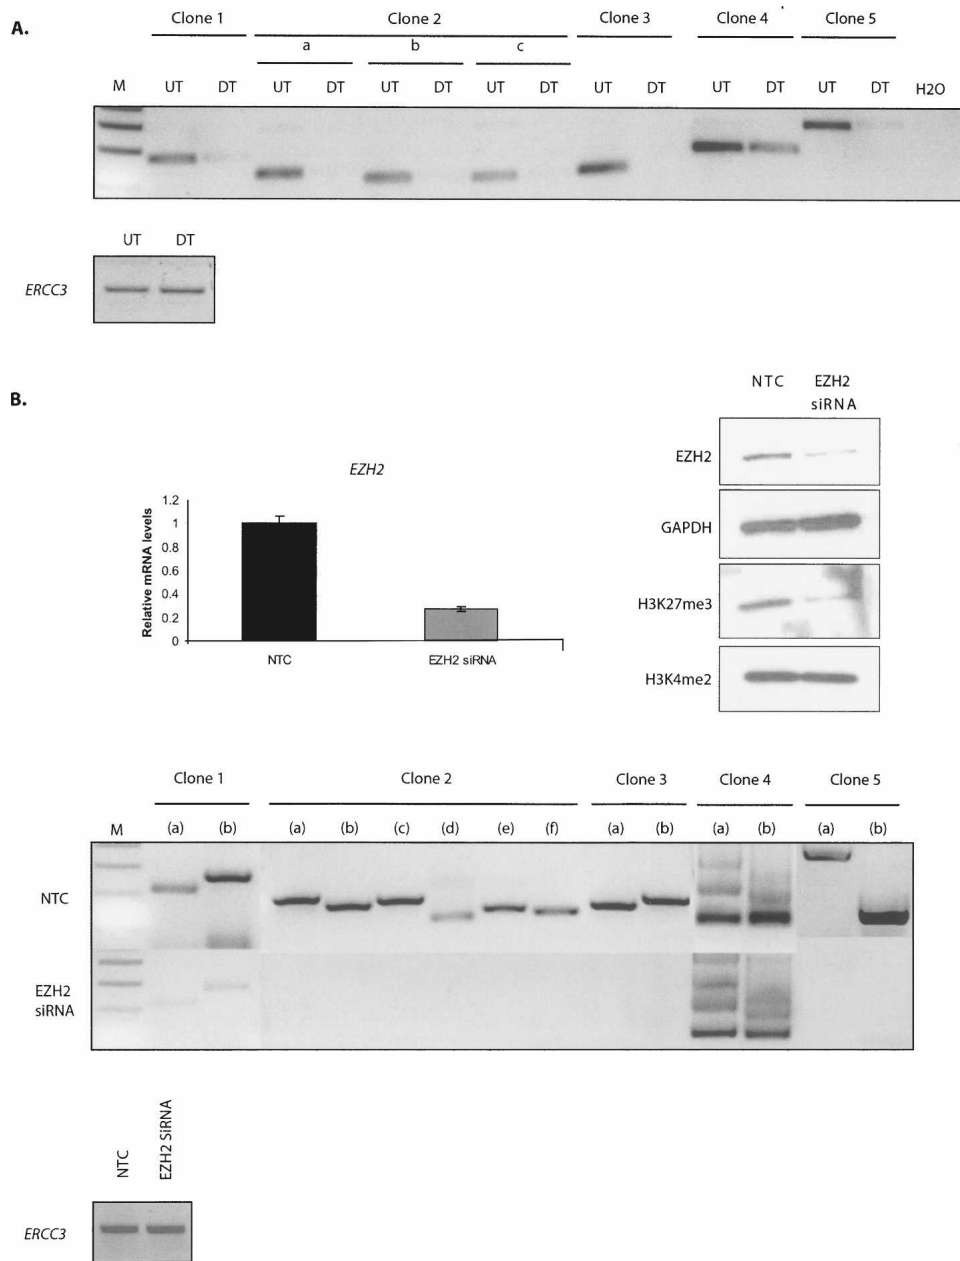 A.
Clone 1 Clone 2 Clone 3 Clone 4 Clone 5
a b c
M UT DT UT DT UT DT UT DT UT DT UT DT UT DT H2O
UT DT
ERCC3
B.
NTC EZH2 siRNA
EZH2
GAPDH
H3K27me3
H3K4me2
EZH2
Relative mRNA levels
1.2
1
0.8
0.6
0.4
0.2
0
NTC EZH2 siRNA
Clone 1 Clone 2 Clone 3 Clone 4 Clone 5
M (a) (b) (a) (b) (c) (d) (e) (f) (a) (b) (a) (b) (a) (b)
NTC
EZH2
siRNA
NTC
EZH2 SiRNA
ERCC3